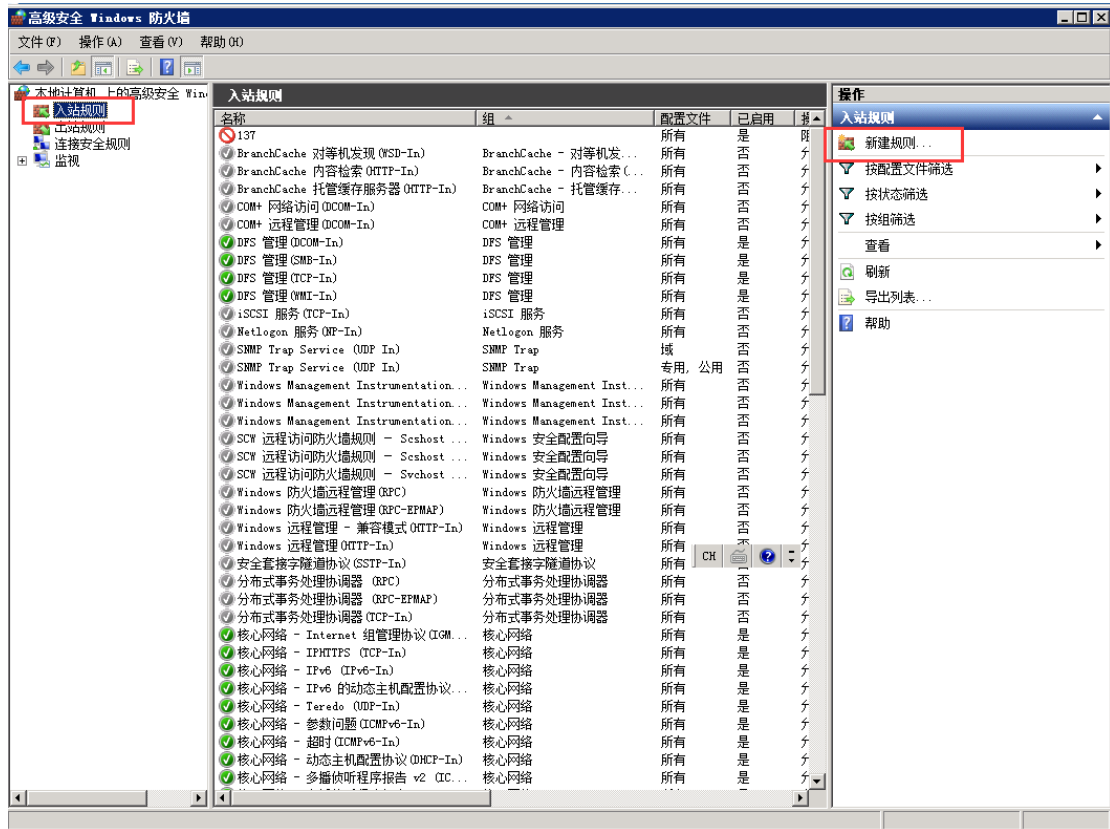 高级安全 Windows 防火墙
文件(F) 操作(A) 查看(V) 帮助(H)
本地计算机 上的高级安全 Win
入站规则
出站规则
连接安全规则
监视
入站规则
名称 组 配置文件 已启用 操
137 所有 是 阻
BranchCache 对等机发现(WSD-In) BranchCache - 对等机发... 所有 否
BranchCache 内容检索(HTTP-In) BranchCache - 内容检索(... 所有 否
BranchCache 托管缓存服务器(HTTP-In) BranchCache - 托管缓存... 所有 否
COM+ 网络访问(DCOM-In) COM+ 网络访问 所有 否
COM+ 远程管理(DCOM-In) COM+ 远程管理 所有 否
DFS 管理(DCOM-In) DFS 管理 所有 是
DFS 管理(SMB-In) DFS 管理 所有 是
DFS 管理(TCP-In) DFS 管理 所有 是
DFS 管理(WMI-In) DFS 管理 所有 是
iSCSI 服务(TCP-In) iSCSI 服务 所有 否
Netlogon 服务(NP-In) Netlogon 服务 所有 否
SNMP Trap Service (UDP In) SNMP Trap 域 否
SNMP Trap Service (UDP In) SNMP Trap 专用, 公用 否
Windows Management Instrumentation... Windows Management Inst... 所有 否
Windows Management Instrumentation... Windows Management Inst... 所有 否
Windows Management Instrumentation... Windows Management Inst... 所有 否
SCW 远程访问防火墙规则 - Scshost ... Windows 安全配置向导 所有 否
SCW 远程访问防火墙规则 - Scshost ... Windows 安全配置向导 所有 否
SCW 远程访问防火墙规则 - Svchost ... Windows 安全配置向导 所有 否
Windows 防火墙远程管理(RPC) Windows 防火墙远程管理 所有 否
Windows 防火墙远程管理(RPC-EPMAP) Windows 防火墙远程管理 所有 否
Windows 远程管理 - 兼容模式(HTTP-In) Windows 远程管理 所有 否
Windows 远程管理(HTTP-In) Windows 远程管理 所有
安全套接字隧道协议(SSTP-In) 安全套接字隧道协议 所有
分布式事务处理协调器 (RPC) 分布式事务处理协调器 所有 否
分布式事务处理协调器 (RPC-EPMAP) 分布式事务处理协调器 所有 否
分布式事务处理协调器(TCP-In) 分布式事务处理协调器 所有 否
核心网络 - Internet 组管理协议(IGM... 核心网络 所有 是
核心网络 - IPHTTPS (TCP-In) 核心网络 所有 是
核心网络 - IPv6 (IPv6-In) 核心网络 所有 是
核心网络 - IPv6 的动态主机配置协议... 核心网络 所有 是
核心网络 - Teredo (UDP-In) 核心网络 所有 是
核心网络 - 参数问题(ICMPv6-In) 核心网络 所有 是
核心网络 - 超时(ICMPv6-In) 核心网络 所有 是
核心网络 - 动态主机配置协议(DHCP-In) 核心网络 所有 是
核心网络 - 多播侦听程序报告 v2 (IC... 核心网络 所有 是
CH
操作
入站规则
新建规则...
按配置文件筛选
按状态筛选
按组筛选
查看
刷新
导出列表...
帮助